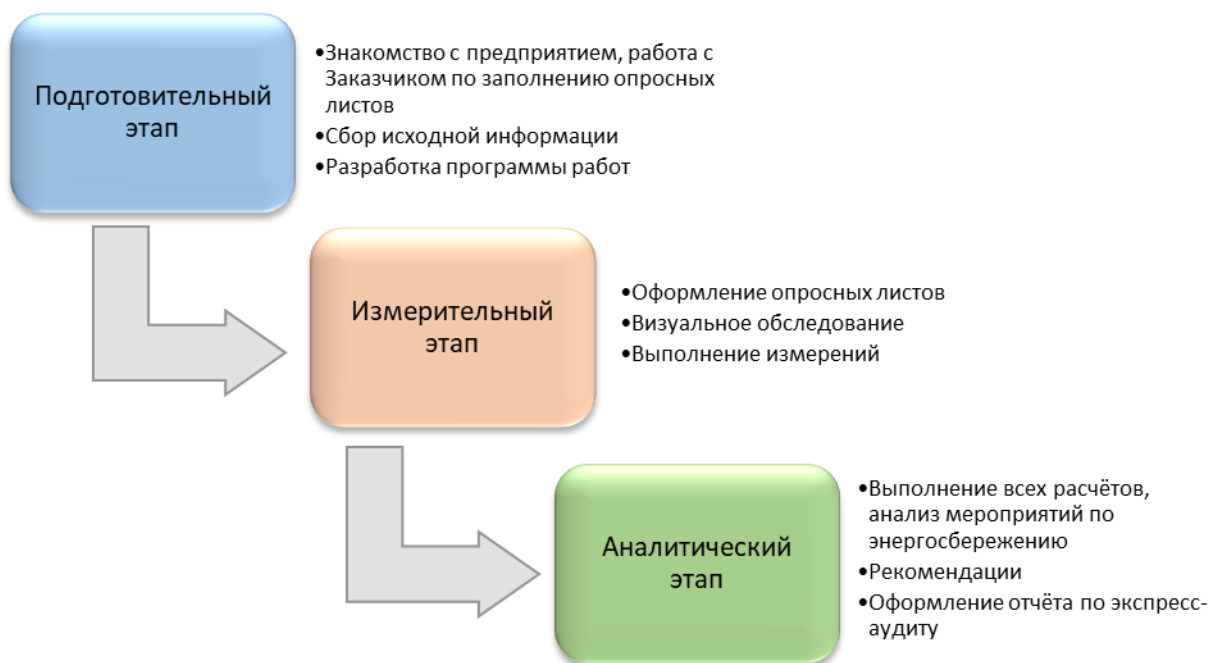 Подготовительный
этап
•Знакомство с предприятием, работа с
Заказчиком по заполнению опросных
листов
•Сбор исходной информации
•Разработка программы работ
Измерительный
этап
•Оформление опросных листов
•Визуальное обследование
•Выполнение измерений
Аналитический
этап
•Выполнение всех расчётов,
анализ мероприятий по
энергосбережению
•Рекомендации
•Оформление отчёта по экспресс-
аудиту